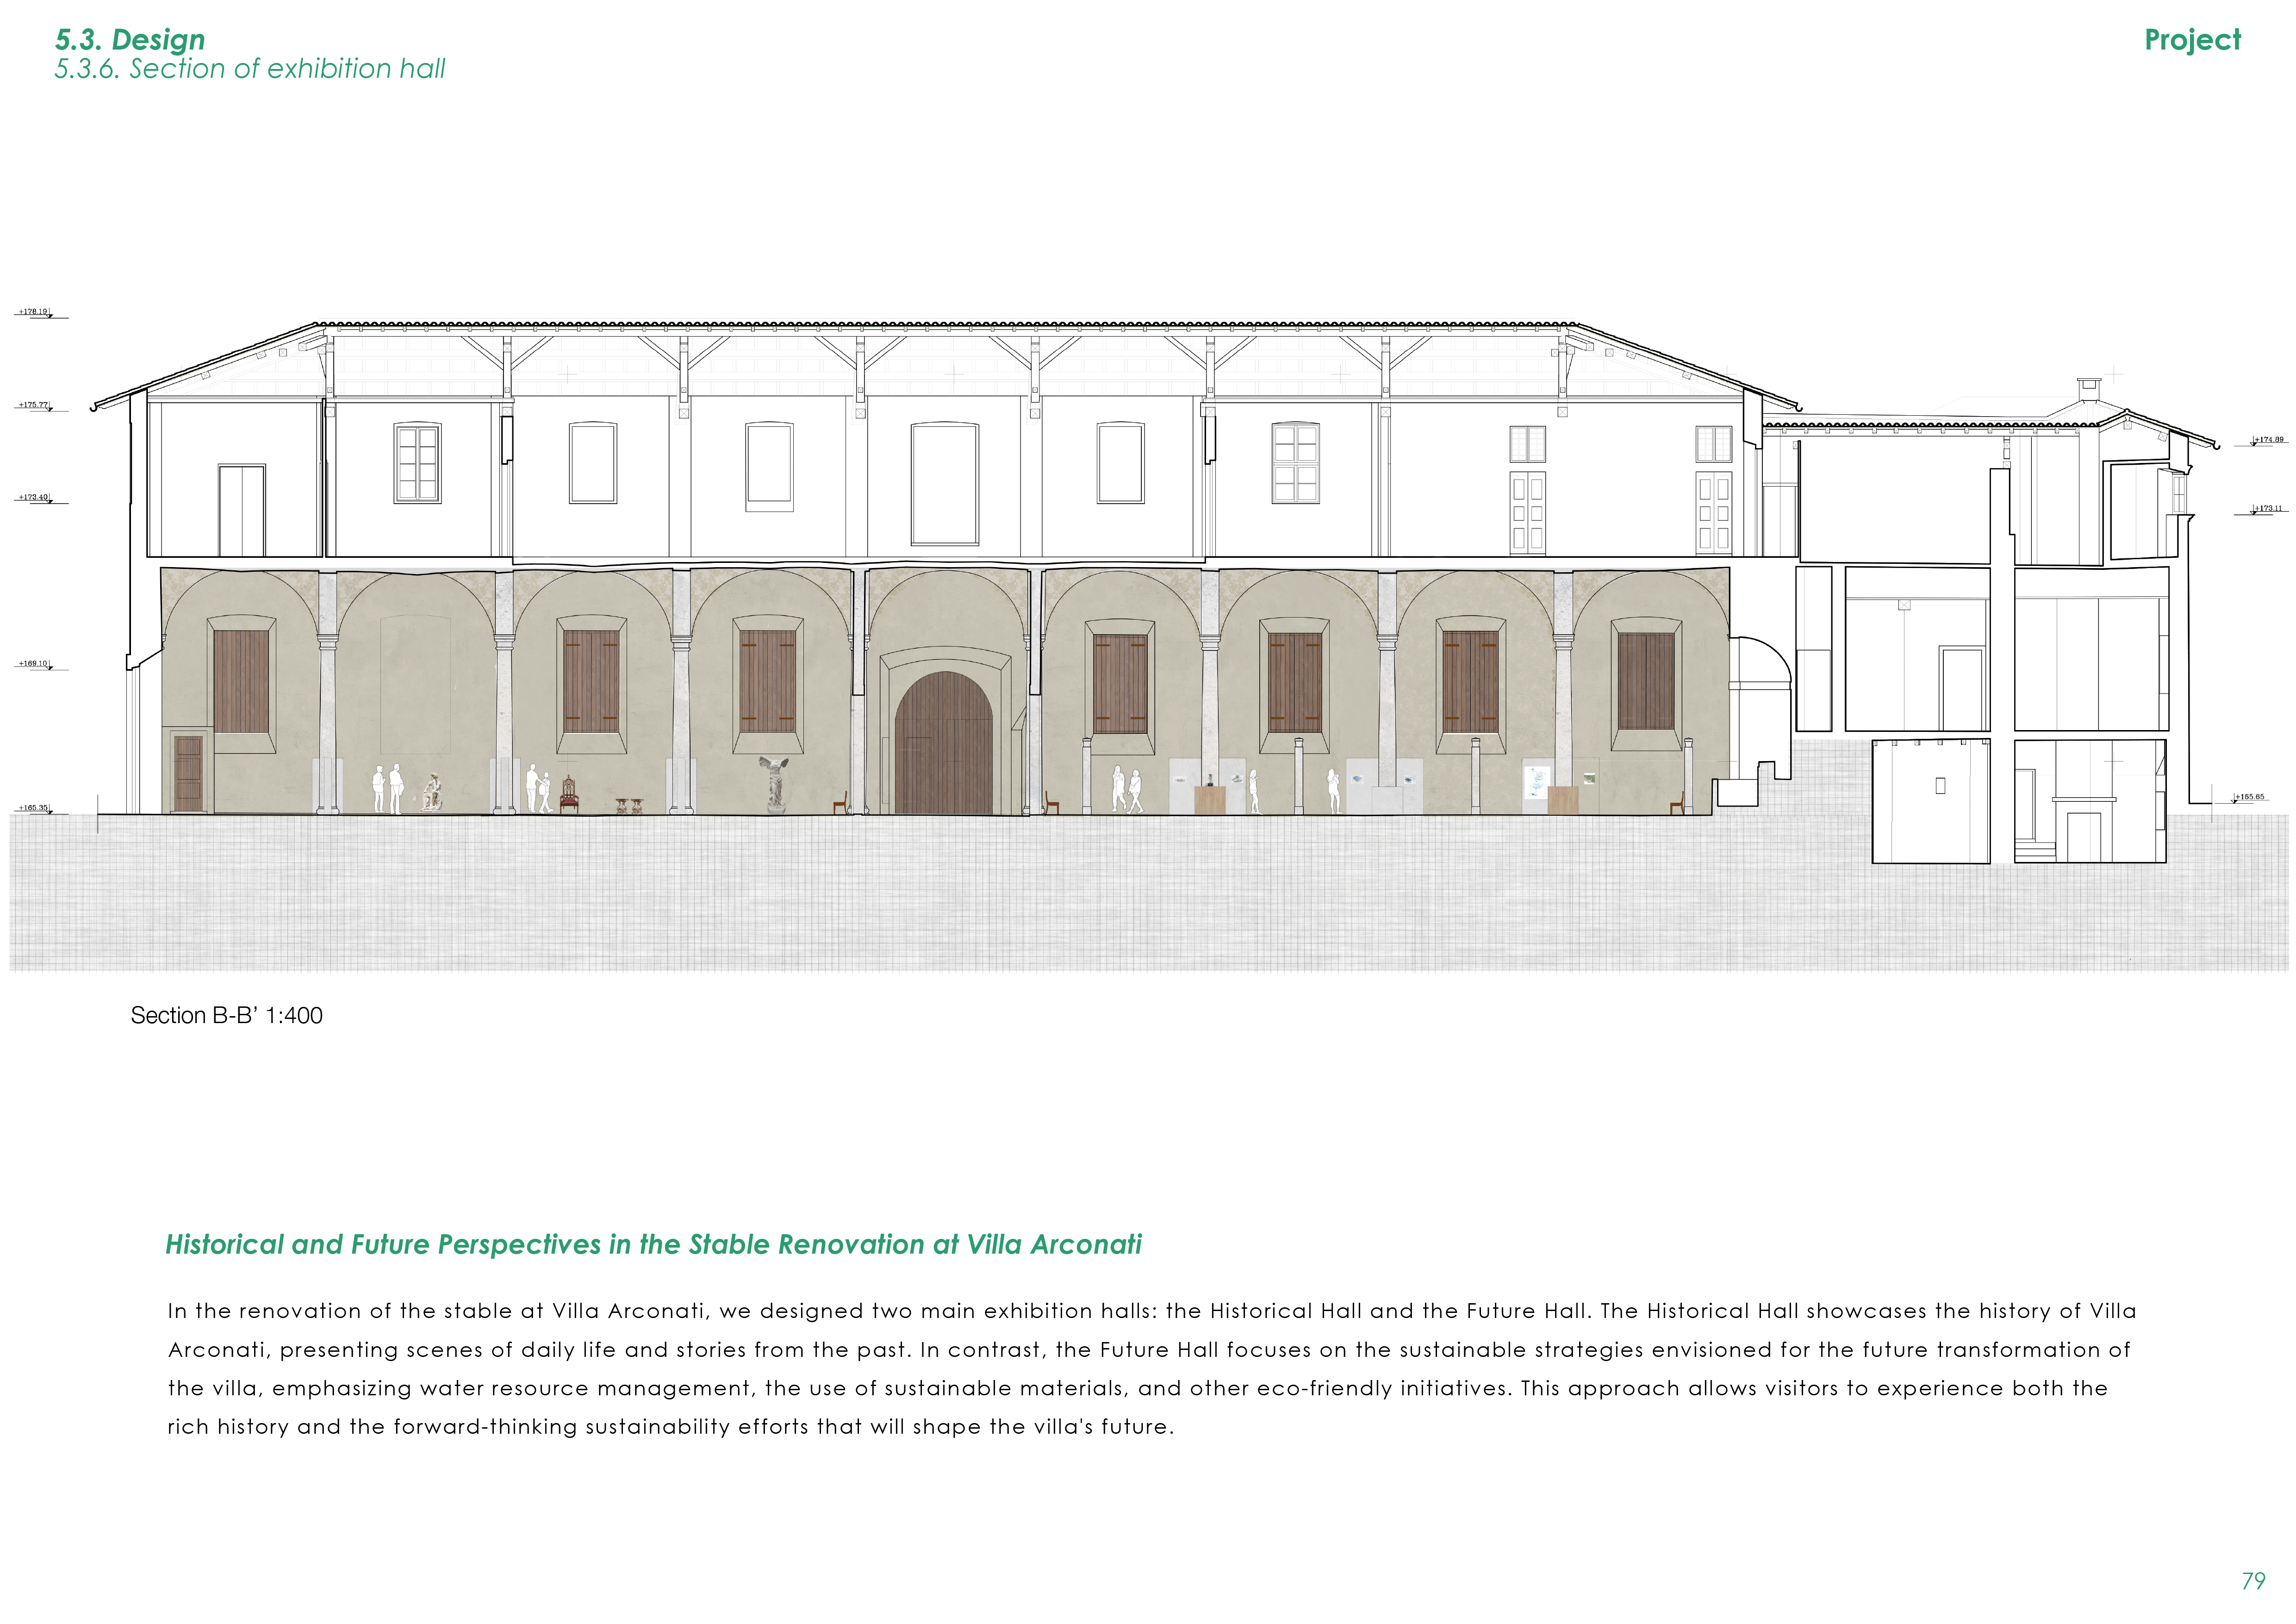 5.3. Design
Project
5.3.6. Section of exhibition hall
+178.19
+175.77
+174.89
+173.40
+173.11
+169.10
+165.65
+165.35
Section B-B’ 1:400
Historical and Future Perspectives in the Stable Renovation at Villa Arconati
In the renovation of the stable at Villa Arconati, we designed two main exhibition halls: the Historical Hall and the Future Hall. The Historical Hall showcases the history of Villa
Arconati, presenting scenes of daily life and stories from the past. In contrast, the Future Hall focuses on the sustainable strategies envisioned for the future transformation of
the villa, emphasizing water resource management, the use of sustainable materials, and other eco-friendly initiatives. This approach allows visitors to experience both the
rich history and the forward-thinking sustainability efforts that will shape the villa's future.
79